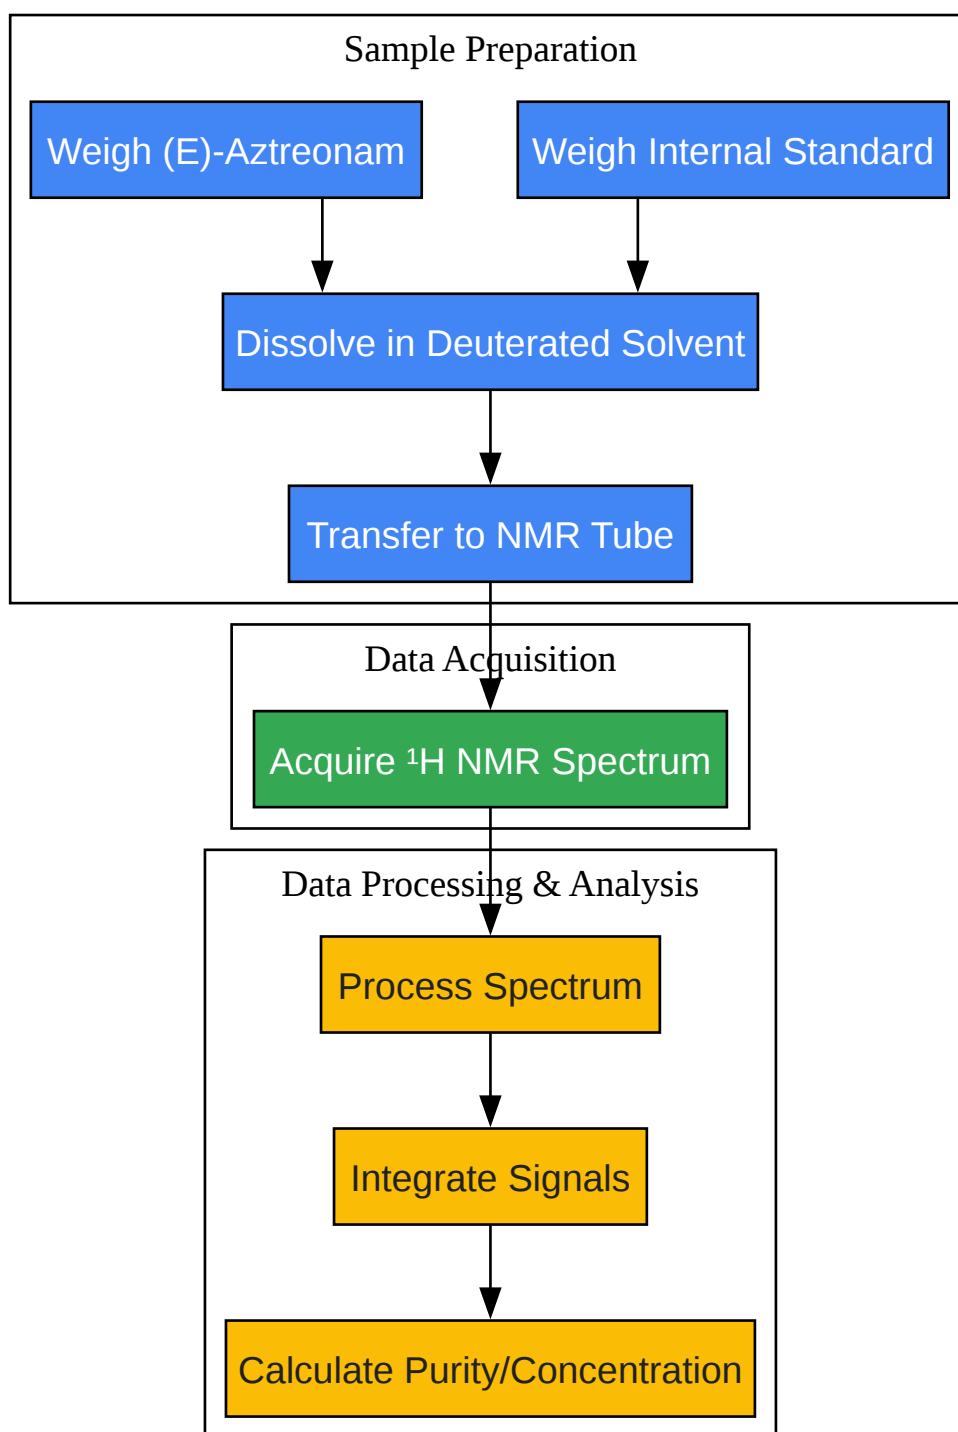 Sample Preparation
Weigh (E)-Aztreonam
Weigh Internal Standard
Dissolve in Deuterated Solvent
Transfer to NMR Tube
Data Acquisition
Acquire ¹H NMR Spectrum
Data Processing & Analysis
Process Spectrum
Integrate Signals
Calculate Purity/Concentration